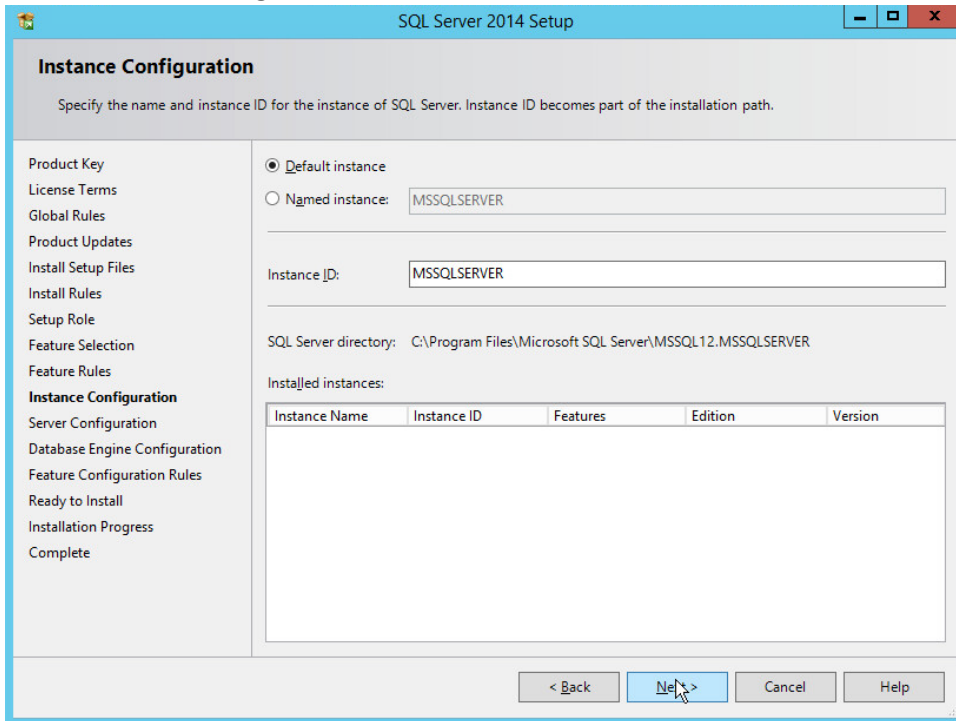 SQL Server 2014 Setup
Instance Configuration
Specify the name and instance ID for the instance of SQL Server. Instance ID becomes part of the installation path.
Product Key
License Terms
Global Rules
Product Updates
Install Setup Files
Install Rules
Setup Role
Feature Selection
Feature Rules
Instance Configuration
Server Configuration
Database Engine Configuration
Feature Configuration Rules
Ready to Install
Installation Progress
Complete
Default instance
Named instance: MSSQLSERVER
Instance ID: MSSQLSERVER
SQL Server directory: C:\Program Files\Microsoft SQL Server\MSSQL12.MSSQLSERVER
Installed instances:
Instance Name Instance ID Features Edition Version
< Back Next > Cancel Help